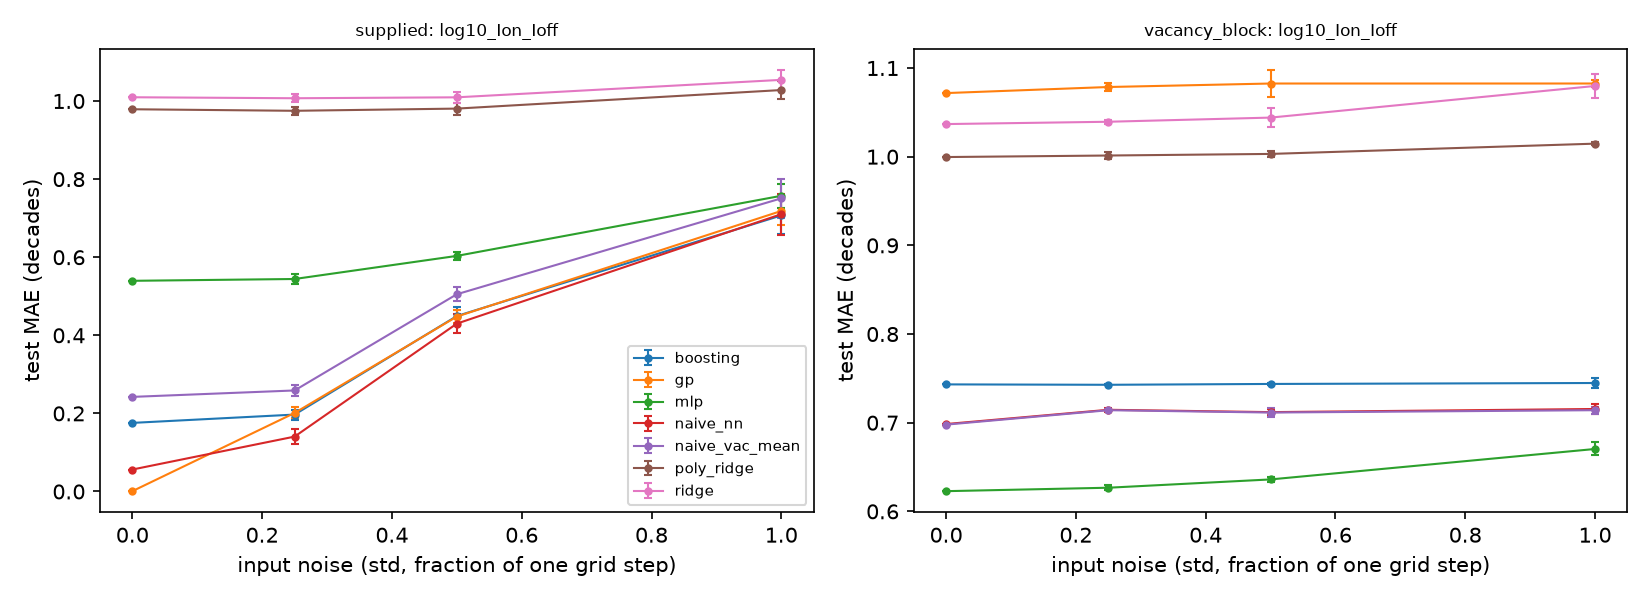 supplied: log10_Ion_Ioff
test MAE (decades)
1.0
0.8
0.6
0.4
0.2
0.0
boosting
gp
mlp
naive_nn
naive_vac_mean
poly_ridge
ridge
0.0 0.2 0.4 0.6 0.8 1.0
input noise (std, fraction of one grid step)
vacancy_block: log10_Ion_Ioff
test MAE (decades)
1.1
1.0
0.9
0.8
0.7
0.6
0.0 0.2 0.4 0.6 0.8 1.0
input noise (std, fraction of one grid step)